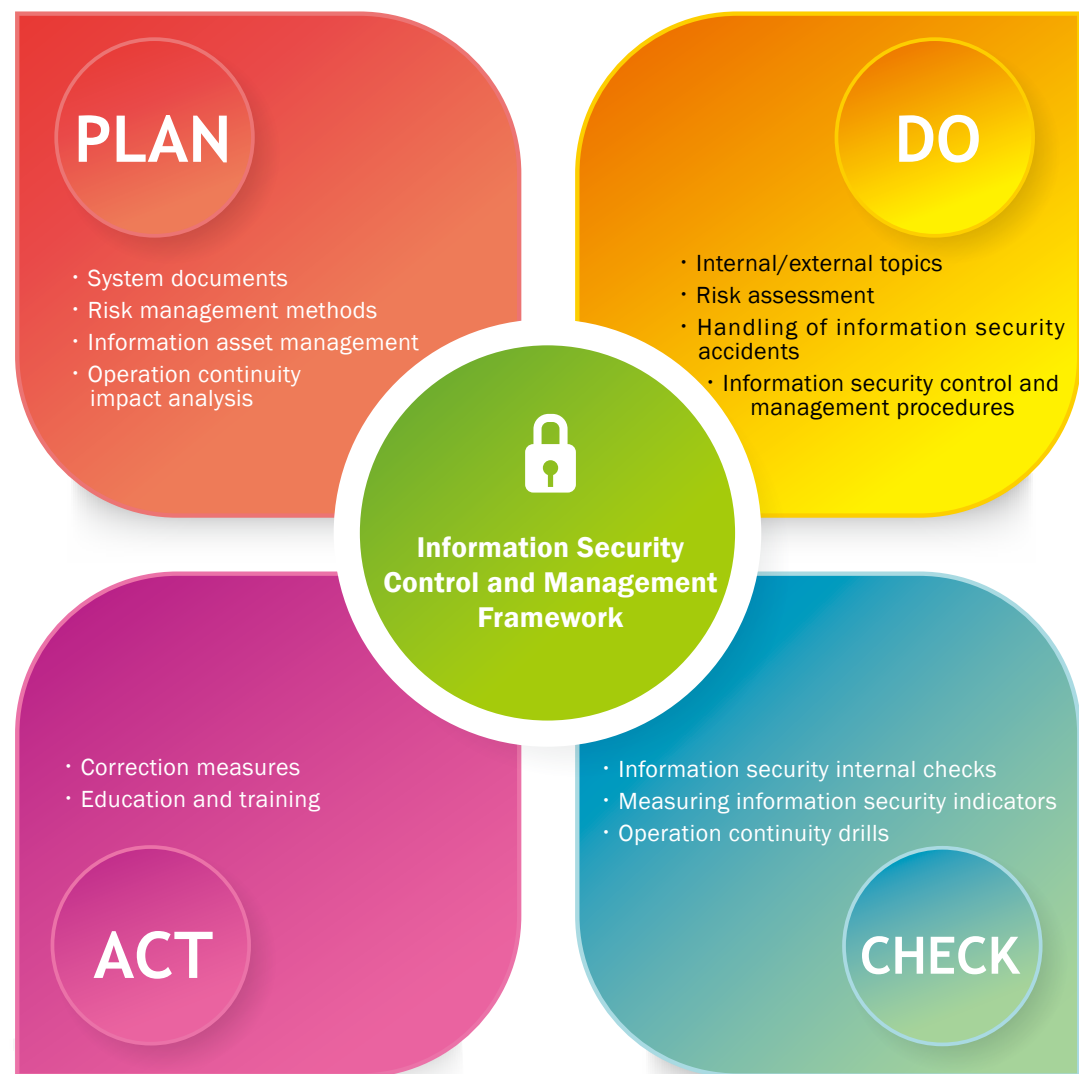 PLAN
· System documents
· Risk management methods
· Information asset management
· Operation continuity
impact analysis
DO
· Internal/external topics
· Risk assessment
· Handling of information security
accidents
· Information security control and
management procedures
Information Security
Control and Management
Framework
· Correction measures
· Education and training
ACT
· Information security internal checks
· Measuring information security indicators
· Operation continuity drills
CHECK